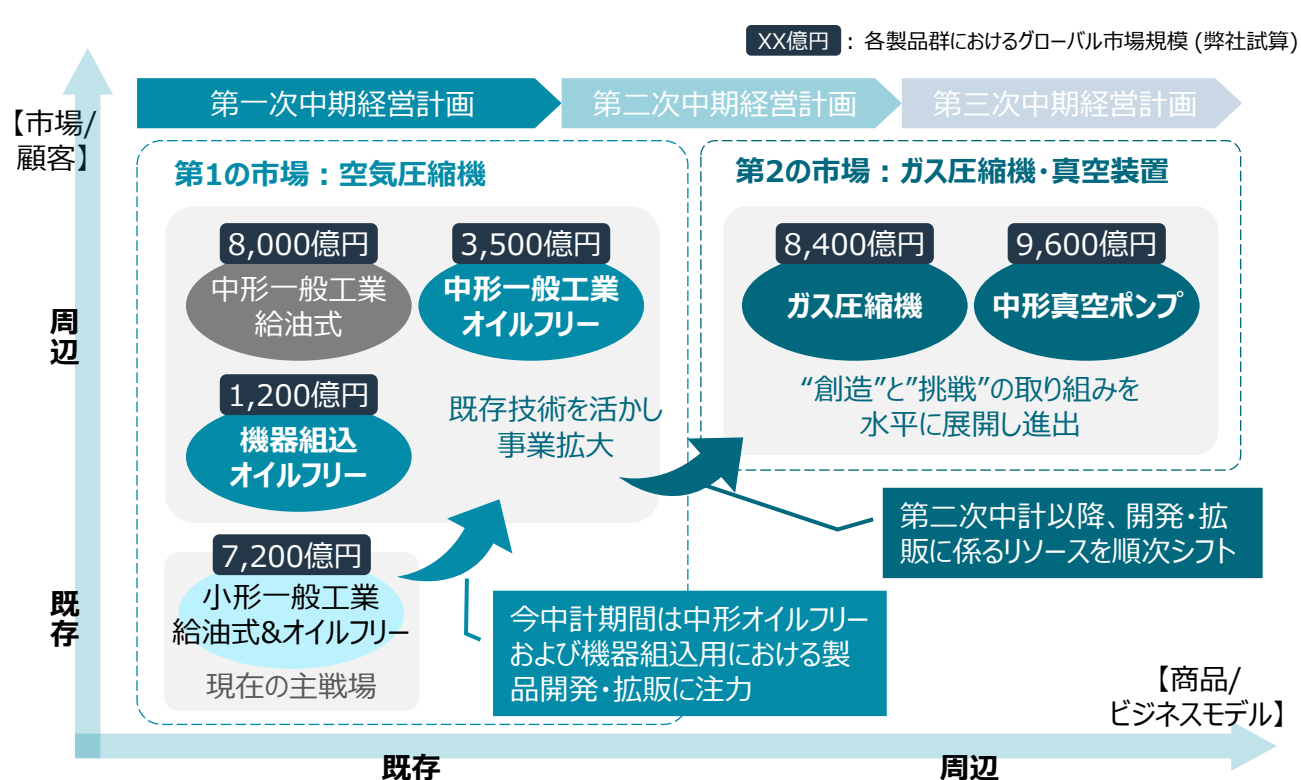 XX億円 : 各製品群におけるグローバル市場規模 (弊社試算)
【市場/
顧客】
第一次中期経営計画
第二次中期経営計画
第三次中期経営計画
第1の市場：空気圧縮機
8,000億円
中形一般工業
給油式
3,500億円
中形一般工業
オイルフリー
1,200億円
機器組込
オイルフリー
既存技術を活かし
事業拡大
7,200億円
小形一般工業
給油式&オイルフリー
現在の主戦場
第2の市場：ガス圧縮機・真空装置
8,400億円
ガス圧縮機
9,600億円
中形真空ポンプ
“創造”と”挑戦”の取り組みを
水平に展開し進出
第二次中計以降、開発・拡
販に係るリソースを順次シフト
今中計期間は中形オイルフリー
および機器組込用における製
品開発・拡販に注力
周
辺
既
存
【商品/
ビジネスモデル】
既存
周辺